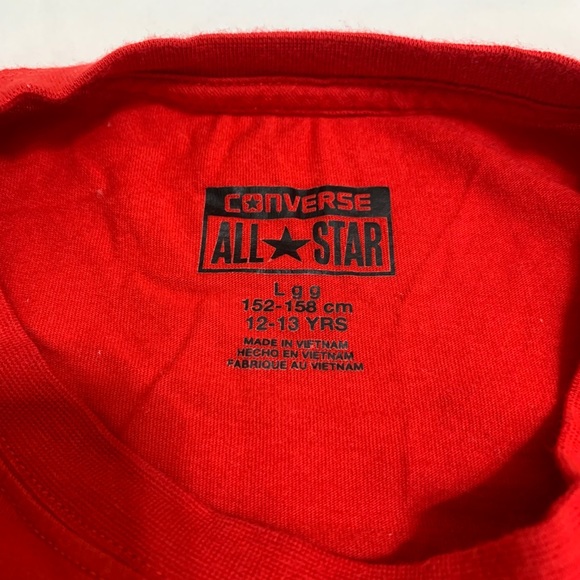 CONVERSE
ALL★STAR
L g g
152-158 cm
12-13 YRS
MADE IN VIETNAM
HECHO EN VIETNAM
FABRIQUE AU VIETNAM